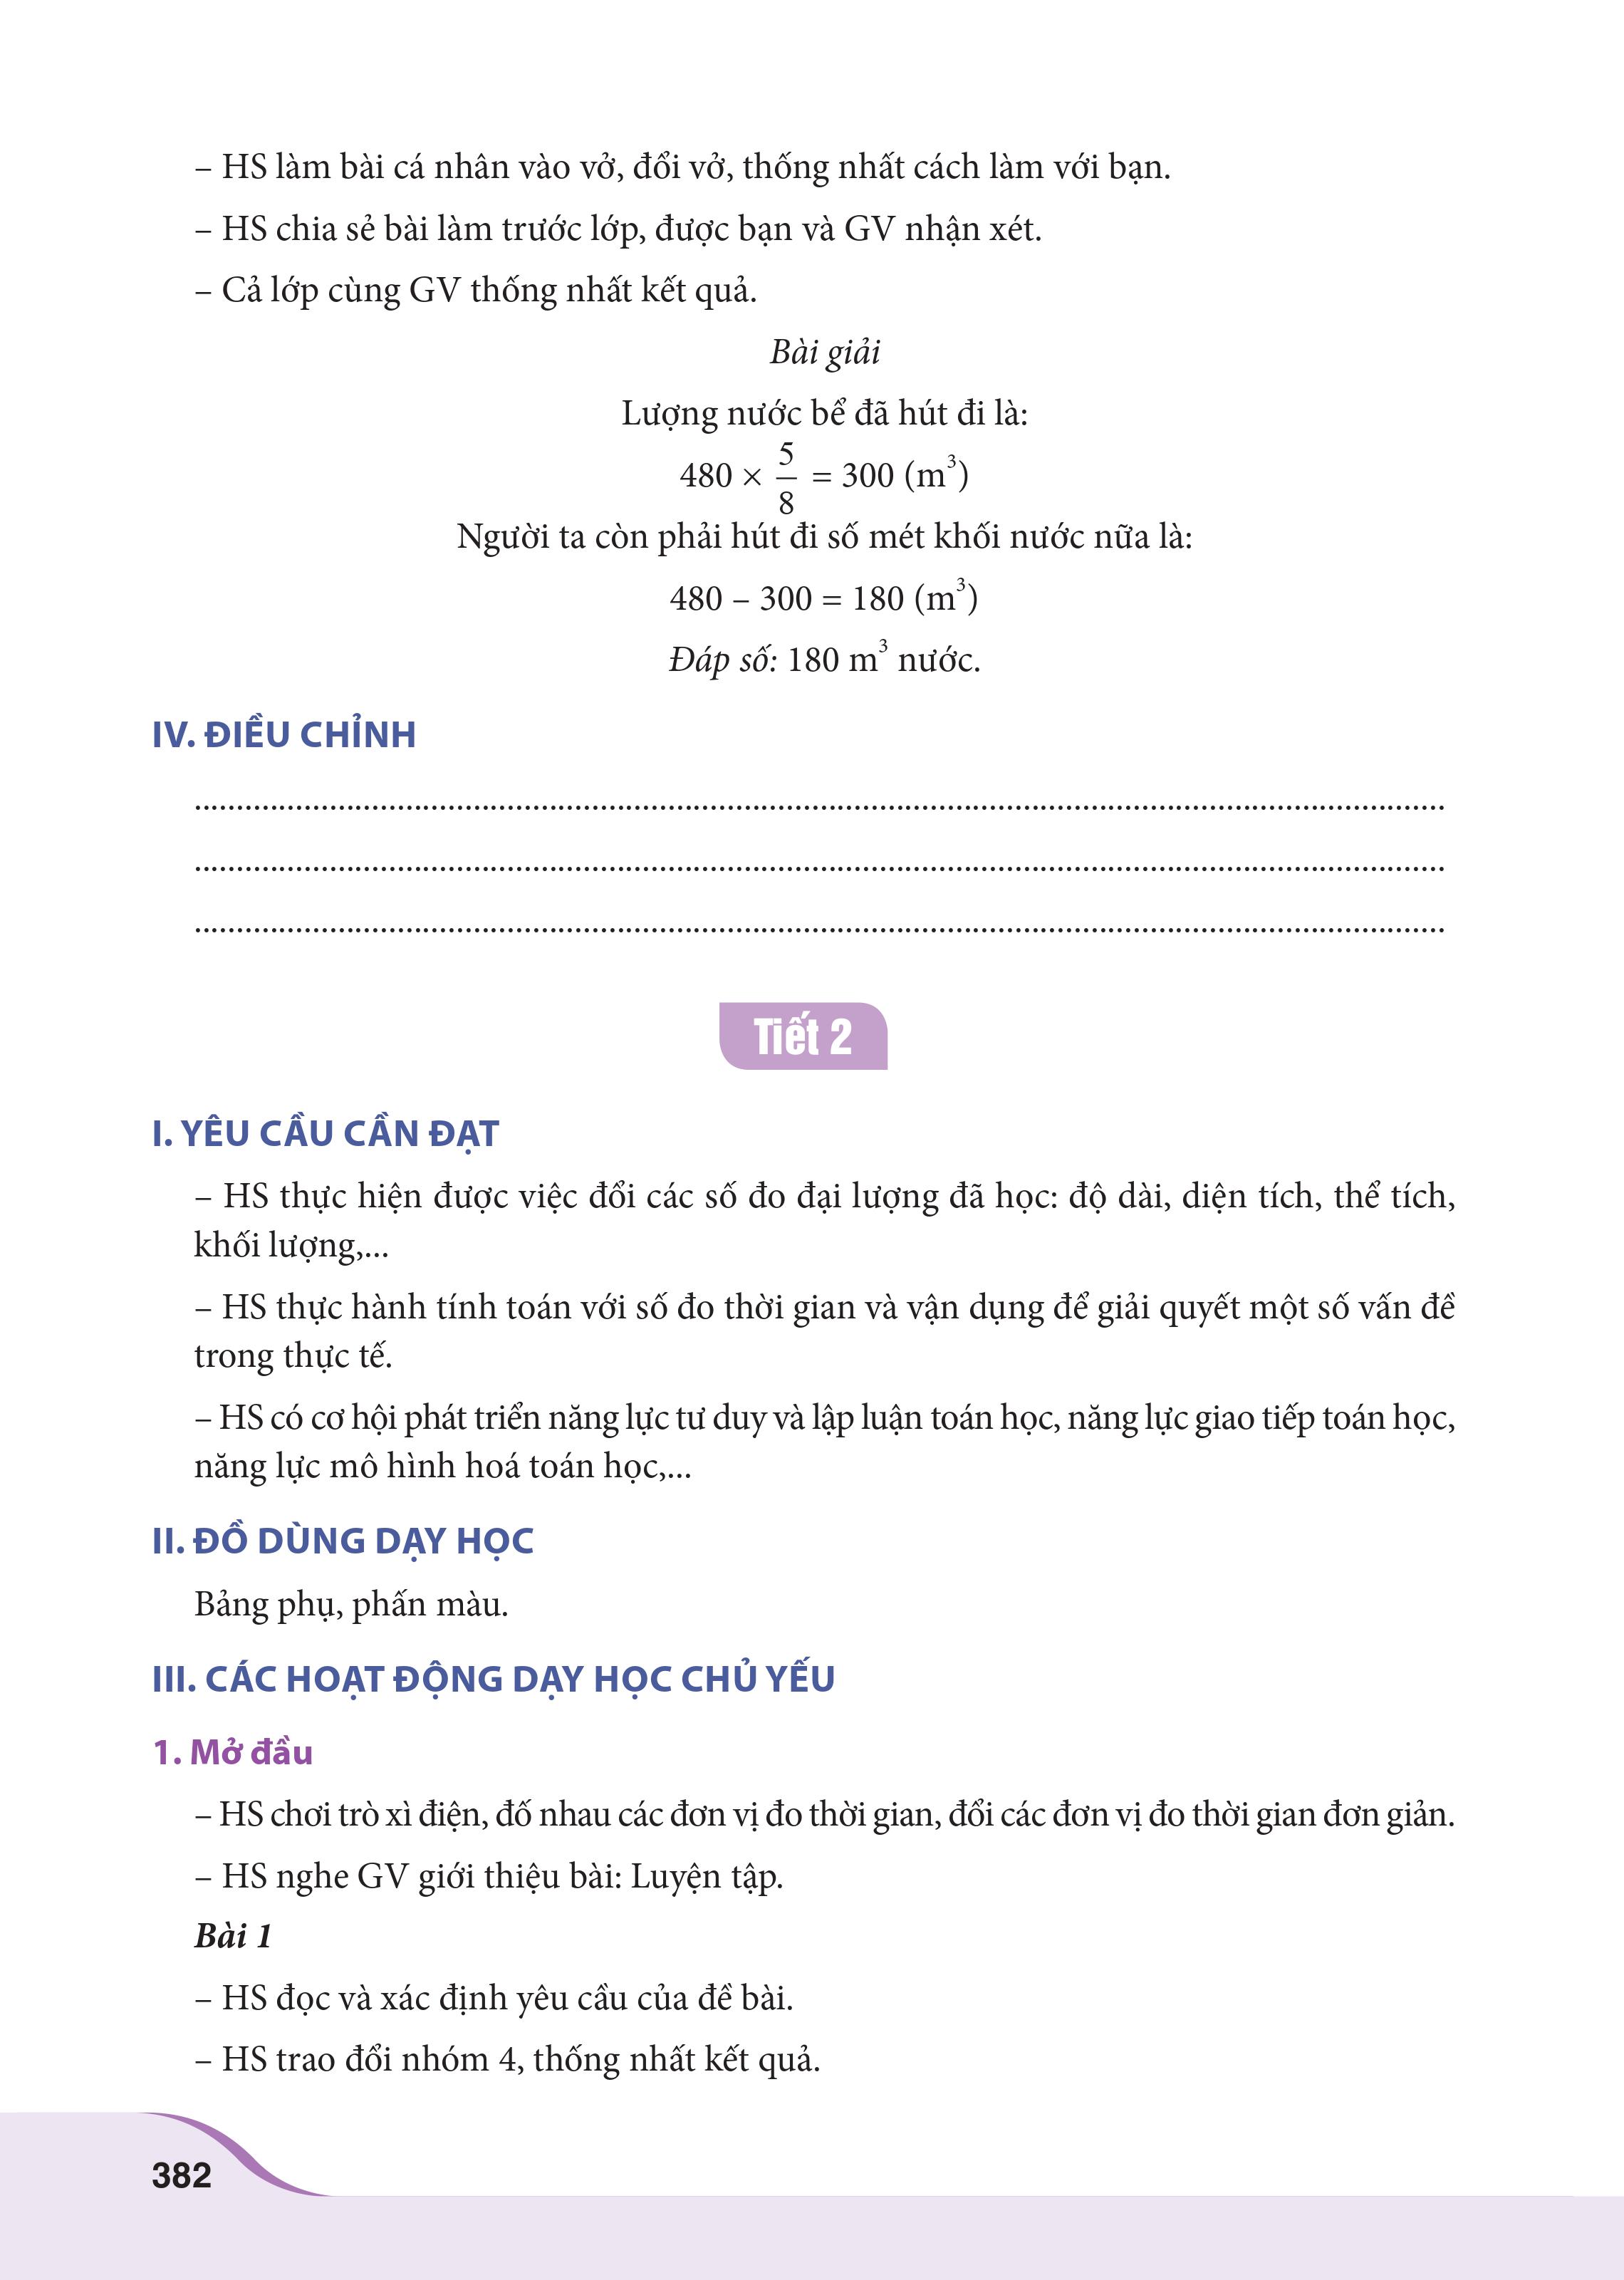 – HS làm bài cá nhân vào vở, đổi vở, thống nhất cách làm với bạn.
– HS chia sẻ bài làm trước lớp, được bạn và GV nhận xét.
– Cả lớp cùng GV thống nhất kết quả.
Bài giải
Lượng nước bể đã hút đi là:
480 × 5/8 = 300 (m³)
Người ta còn phải hút đi số mét khối nước nữa là:
480 – 300 = 180 (m³)
Đáp số: 180 m³ nước.
IV. ĐIỀU CHỈNH
..........
..........
..........
Tiết 2
I. YÊU CẦU CẦN ĐẠT
– HS thực hiện được việc đổi các số đo đại lượng đã học: độ dài, diện tích, thể tích,
khối lượng,...
– HS thực hành tính toán với số đo thời gian và vận dụng để giải quyết một số vấn đề
trong thực tế.
– HS có cơ hội phát triển năng lực tư duy và lập luận toán học, năng lực giao tiếp toán học,
năng lực mô hình hoá toán học,...
II. ĐỒ DÙNG DẠY HỌC
Bảng phụ, phấn màu.
III. CÁC HOẠT ĐỘNG DẠY HỌC CHỦ YẾU
1. Mở đầu
– HS chơi trò xì điện, đố nhau các đơn vị đo thời gian, đổi các đơn vị đo thời gian đơn giản.
– HS nghe GV giới thiệu bài: Luyện tập.
Bài 1
– HS đọc và xác định yêu cầu của đề bài.
– HS trao đổi nhóm 4, thống nhất kết quả.
382